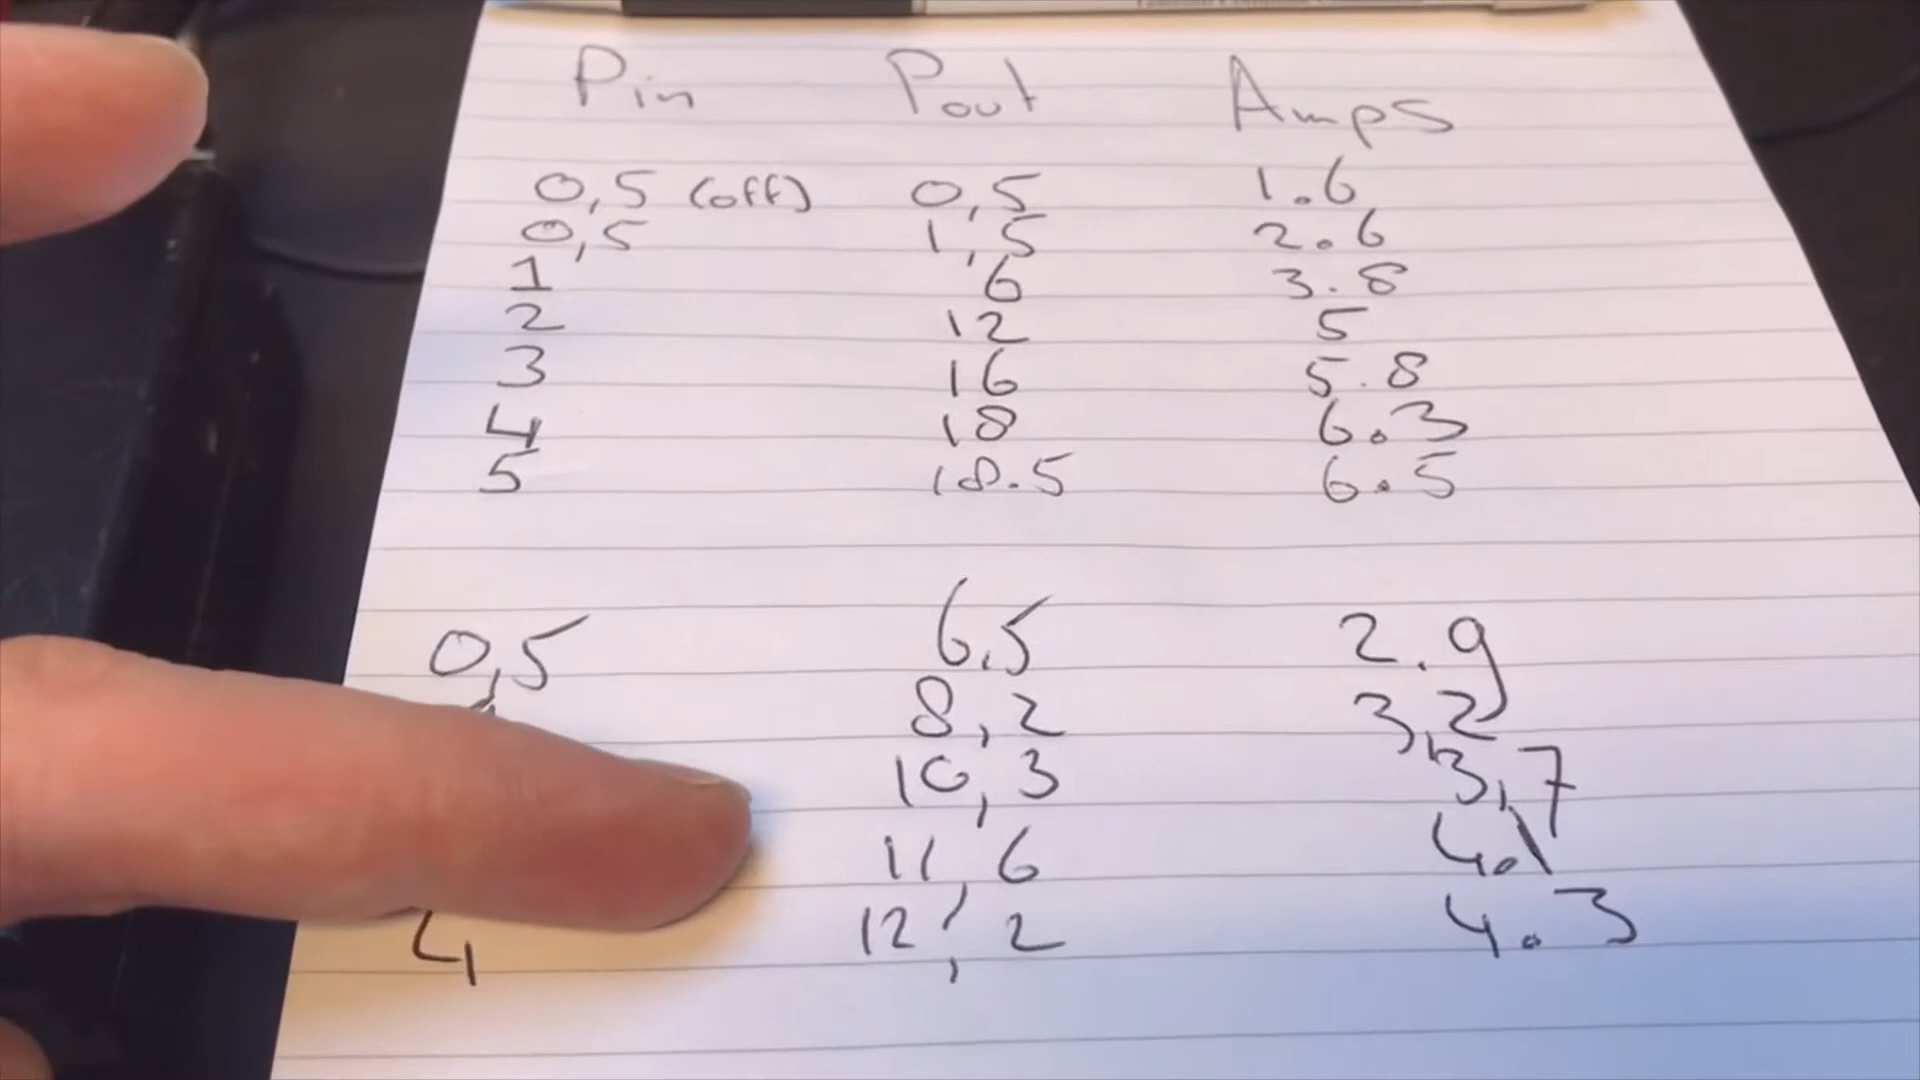 Pin Pout Amps
0,5 (off) 0,5 1.6
0,5 1,5 2.6
1 6 3.8
2 12 5
3 16 5.8
4 18 6.3
5 18.5 6.5
0,5 6,5 2.9
8,2 3,2
10,3 3,7
11,6 4.1
4 12,2 4.3